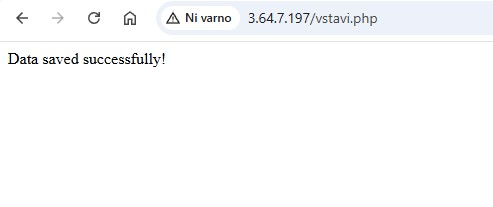 Ni varno 3.64.7.197/vstavi.php
Data saved successfully!